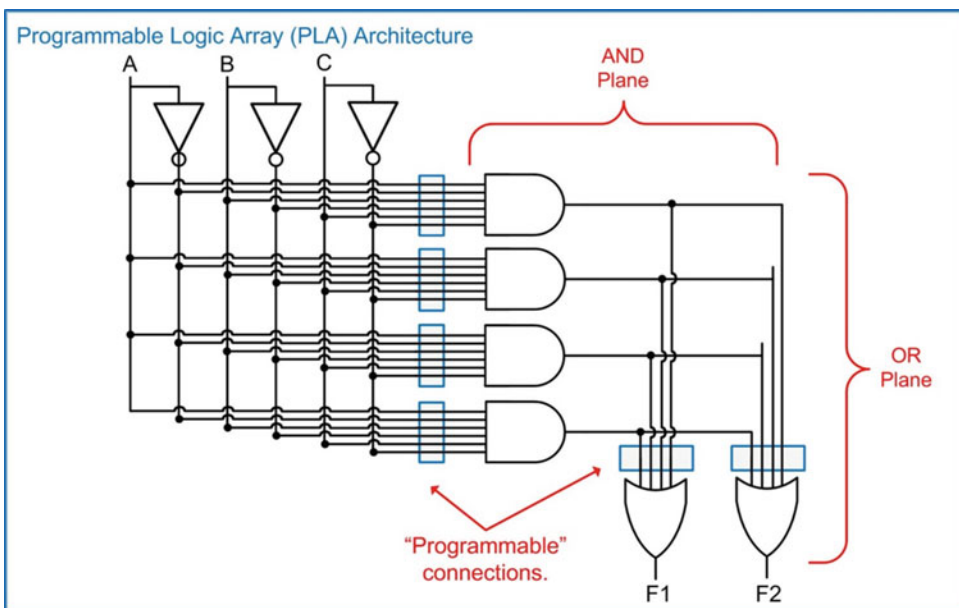 Programmable Logic Array (PLA) Architecture
A B C
AND
Plane
OR
Plane
"Programmable"
connections.
F1 F2